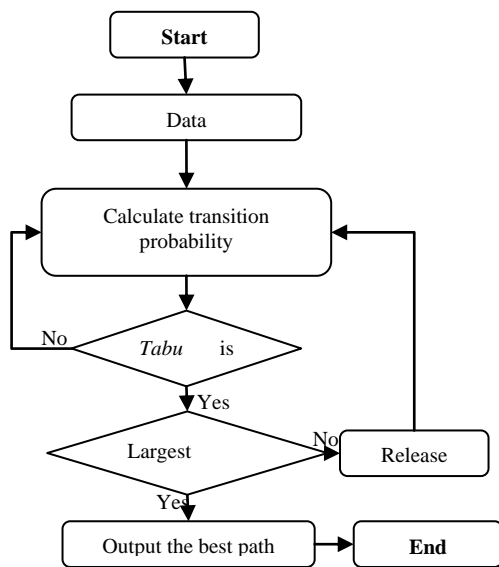 Start
Data
Calculate transition
probability
No
Tabu is
Yes
Largest
No
Release
Yes
Output the best path
End